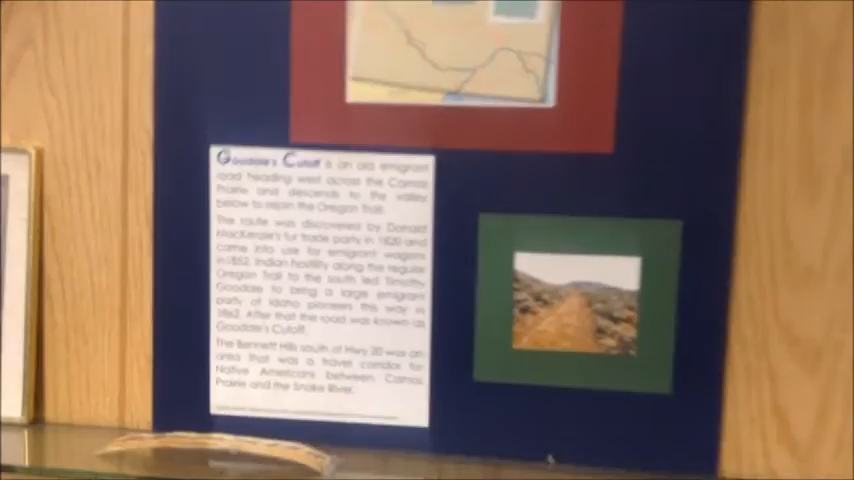 Goodale's Cutoff is an old emigrant
road heading west across the Camas
Prairie and descends to the valley
below to rejoin the Oregon Trail.
The route was discovered by Donald
MacKenzie's fur trade party in 1820 and
came into use for emigrant wagons
in 1852. Indian hostility along the regular
Oregon Trail to the south led Timothy
Goodale to bring a large emigrant
party of Idaho pioneers this way in
1862. After that the road was known as
Goodale's Cutoff.
The Bennett Hills south of Hwy 20 was an
area that was a travel corridor for
Native Americans between Camas
Prairie and the Snake River.